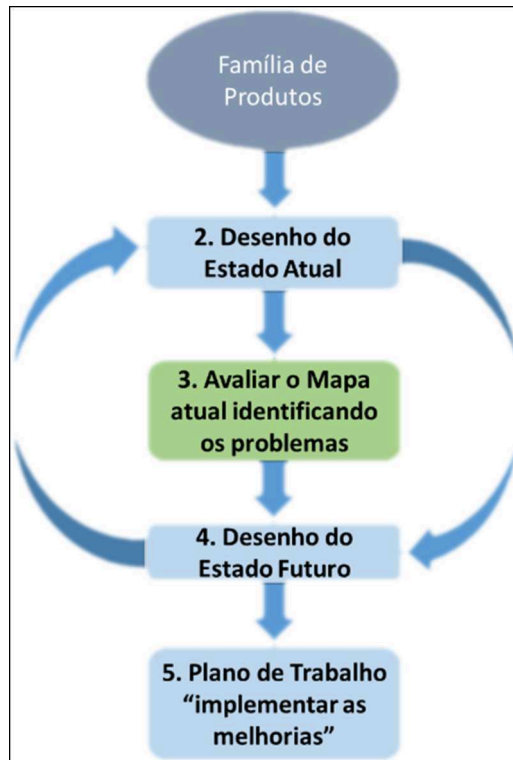 Família de
Produtos
2. Desenho do
Estado Atual
3. Avaliar o Mapa
atual identificando
os problemas
4. Desenho do
Estado Futuro
5. Plano de Trabalho
“implementar as
melhorias”